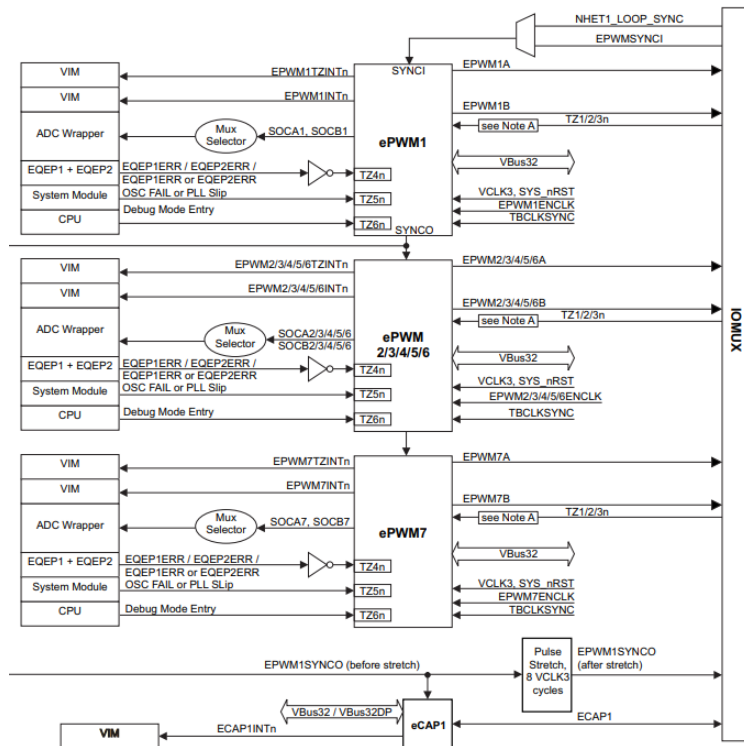 NHET1_LOOP_SYNC
EPWMSYNCI
VIM
EPWM1TZINTn
SYNCI
EPWM1A
VIM
EPWM1INTn
EPWM1B
ADC Wrapper
Mux
Selector
SOCA1, SOCB1
ePWM1
see Note A
TZ1/2/3n
VBus32
EQEP1 + EQEP2
EQEP1ERR / EQEP2ERR /
EQEP1ERR or EQEP2ERR
TZ4n
System Module
OSC FAIL or PLL Slip
TZ5n
VCLK3, SYS_nRST
EPWM1ENCLK
CPU
Debug Mode Entry
TZ6n
TBCLKSYNC
SYNCO
VIM
EPWM2/3/4/5/6TZINTn
EPWM2/3/4/5/6A
VIM
EPWM2/3/4/5/6INTn
EPWM2/3/4/5/6B
ADC Wrapper
Mux
Selector
SOCA2/3/4/5/6
SOCB2/3/4/5/6
ePWM
2/3/4/5/6
see Note A
TZ1/2/3n
IOMUX
VBus32
EQEP1 + EQEP2
EQEP1ERR / EQEP2ERR /
EQEP1ERR or EQEP2ERR
TZ4n
System Module
OSC FAIL or PLL Slip
TZ5n
VCLK3, SYS_nRST
EPWM2/3/4/5/6ENCLK
CPU
Debug Mode Entry
TZ6n
TBCLKSYNC
VIM
EPWM7TZINTn
EPWM7A
VIM
EPWM7INTn
EPWM7B
ADC Wrapper
Mux
Selector
SOCA7, SOCB7
ePWM7
see Note A
TZ1/2/3n
VBus32
EQEP1 + EQEP2
EQEP1ERR / EQEP2ERR /
EQEP1ERR or EQEP2ERR
TZ4n
System Module
OSC FAIL or PLL SLip
TZ5n
VCLK3, SYS_nRST
EPWM7ENCLK
CPU
Debug Mode Entry
TZ6n
TBCLKSYNC
EPWM1SYNCO (before stretch)
Pulse
Stretch,
8 VCLK3
cycles
EPWM1SYNCO
(after stretch)
VBus32 / VBus32DP
eCAP1
ECAP1
VIM
ECAP1INTn